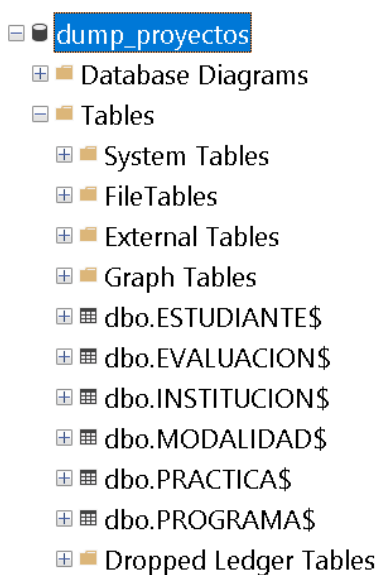 dump_proyectos
Database Diagrams
Tables
System Tables
FileTables
External Tables
Graph Tables
dbo.ESTUDIANTE$
dbo.EVALUACION$
dbo.INSTITUCION$
dbo.MODALIDAD$
dbo.PRACTICA$
dbo.PROGRAMA$
Dropped Ledger Tables